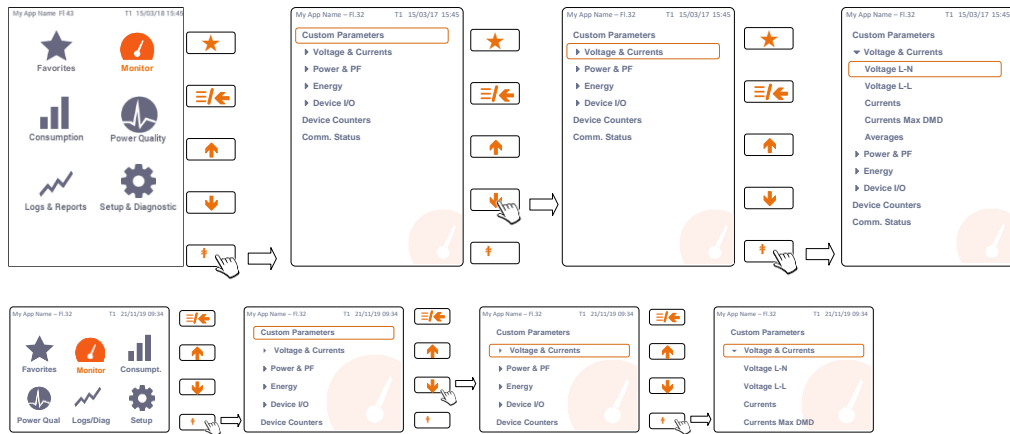 My App Name Fl 43 T1 15/03/18 15:45
Favorites Monitor
Consumption Power Quality
Logs & Reports Setup & Diagnostic
My App Name – Fl.32 T1 15/03/17 15:45
Custom Parameters
Voltage & Currents
Power & PF
Energy
Device I/O
Device Counters
Comm. Status
My App Name – Fl.32 T1 15/03/17 15:45
Custom Parameters
Voltage & Currents
Power & PF
Energy
Device I/O
Device Counters
Comm. Status
My App Name – Fl.32 T1 15/03/17 15:45
Custom Parameters
Voltage & Currents
Voltage L-N
Voltage L-L
Currents
Currents Max DMD
Averages
Power & PF
Energy
Device I/O
Device Counters
Comm. Status
My App Name – Fl.32 T1 21/11/19 09:34
Favorites Monitor Consumpt.
Power Qual Logs/Diag Setup
My App Name – Fl.32 T1 21/11/19 09:34
Custom Parameters
Voltage & Currents
Power & PF
Energy
Device I/O
Device Counters
My App Name – Fl.32 T1 21/11/19 09:34
Custom Parameters
Voltage & Currents
Power & PF
Energy
Device I/O
Device Counters
My App Name – Fl.32 T1 21/11/19 09:34
Custom Parameters
Voltage & Currents
Voltage L-N
Voltage L-L
Currents
Currents Max DMD